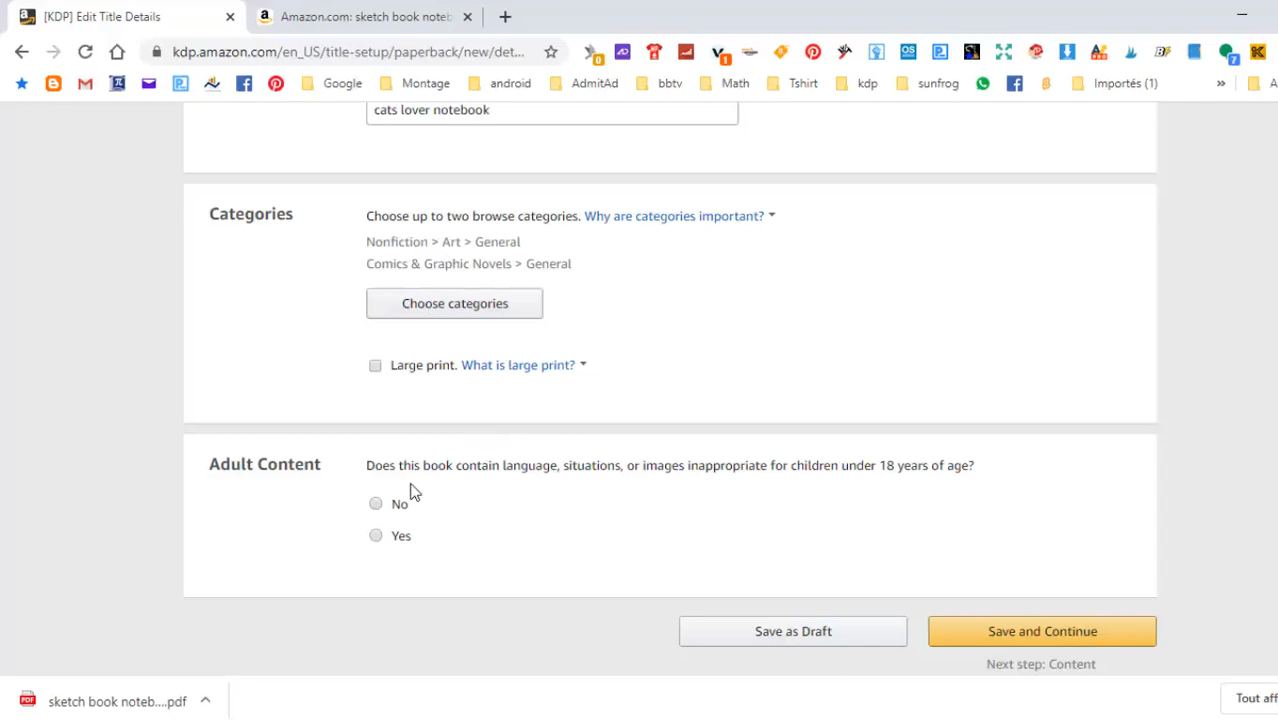 [KDP] Edit Title Details
Amazon.com: sketch book noteb
kdp.amazon.com/en_US/title-setup/paperback/new/det...
Google
Montage
android
AdmitAd
bbtv
Math
Tshirt
kdp
sunfrog
Importés (1)
cats lover notebook
Categories
Choose up to two browse categories. Why are categories important?
Nonfiction > Art > General
Comics & Graphic Novels > General
Choose categories
Large print. What is large print?
Adult Content
Does this book contain language, situations, or images inappropriate for children under 18 years of age?
No
Yes
Save as Draft
Save and Continue
Next step: Content
sketch book noteb....pdf
Tout aff